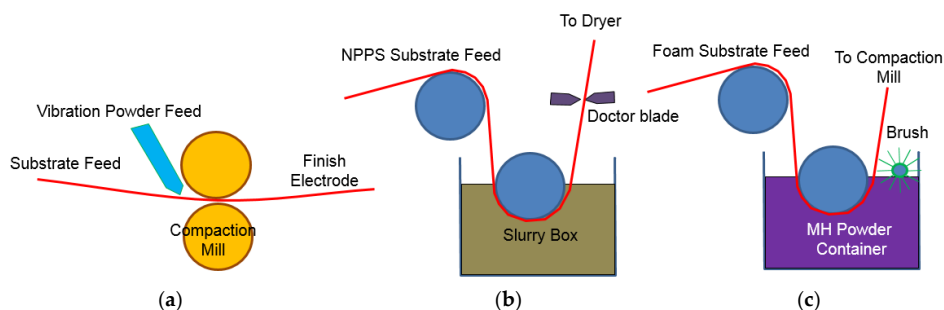 Vibration Powder Feed
Substrate Feed
Finish
Electrode
Compaction
Mill
(a)
To Dryer
NPPS Substrate Feed
Doctor blade
Slurry Box
(b)
Foam Substrate Feed
To Compaction
Mill
Brush
MH Powder
Container
(c)